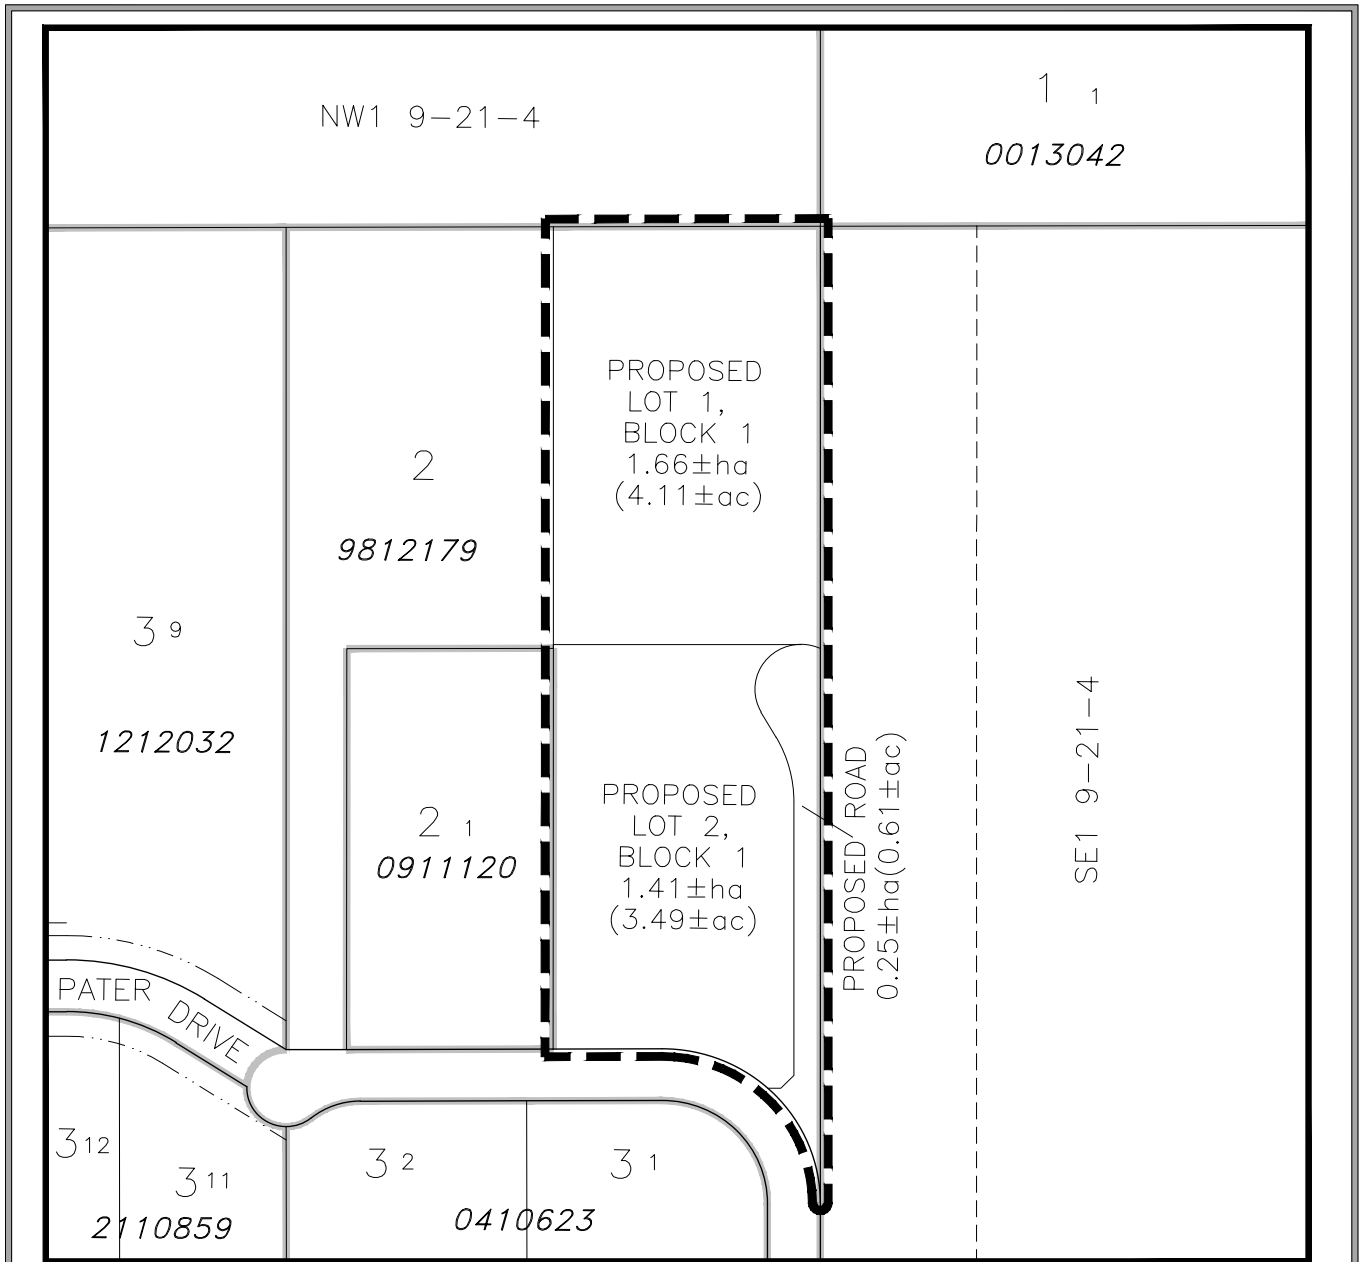 NW1 9-21-4
1 1
0013042
PROPOSED
LOT 1,
BLOCK 1
1.66±ha
(4.11±ac)
2
9812179
3 9
1212032
2 1
0911120
PROPOSED
LOT 2,
BLOCK 1
1.41±ha
(3.49±ac)
PROPOSED ROAD
0.25±ha(0.61±ac)
SE1 9-21-4
PATER DRIVE
3 12
3 11
2110859
3 2
3 1
0410623